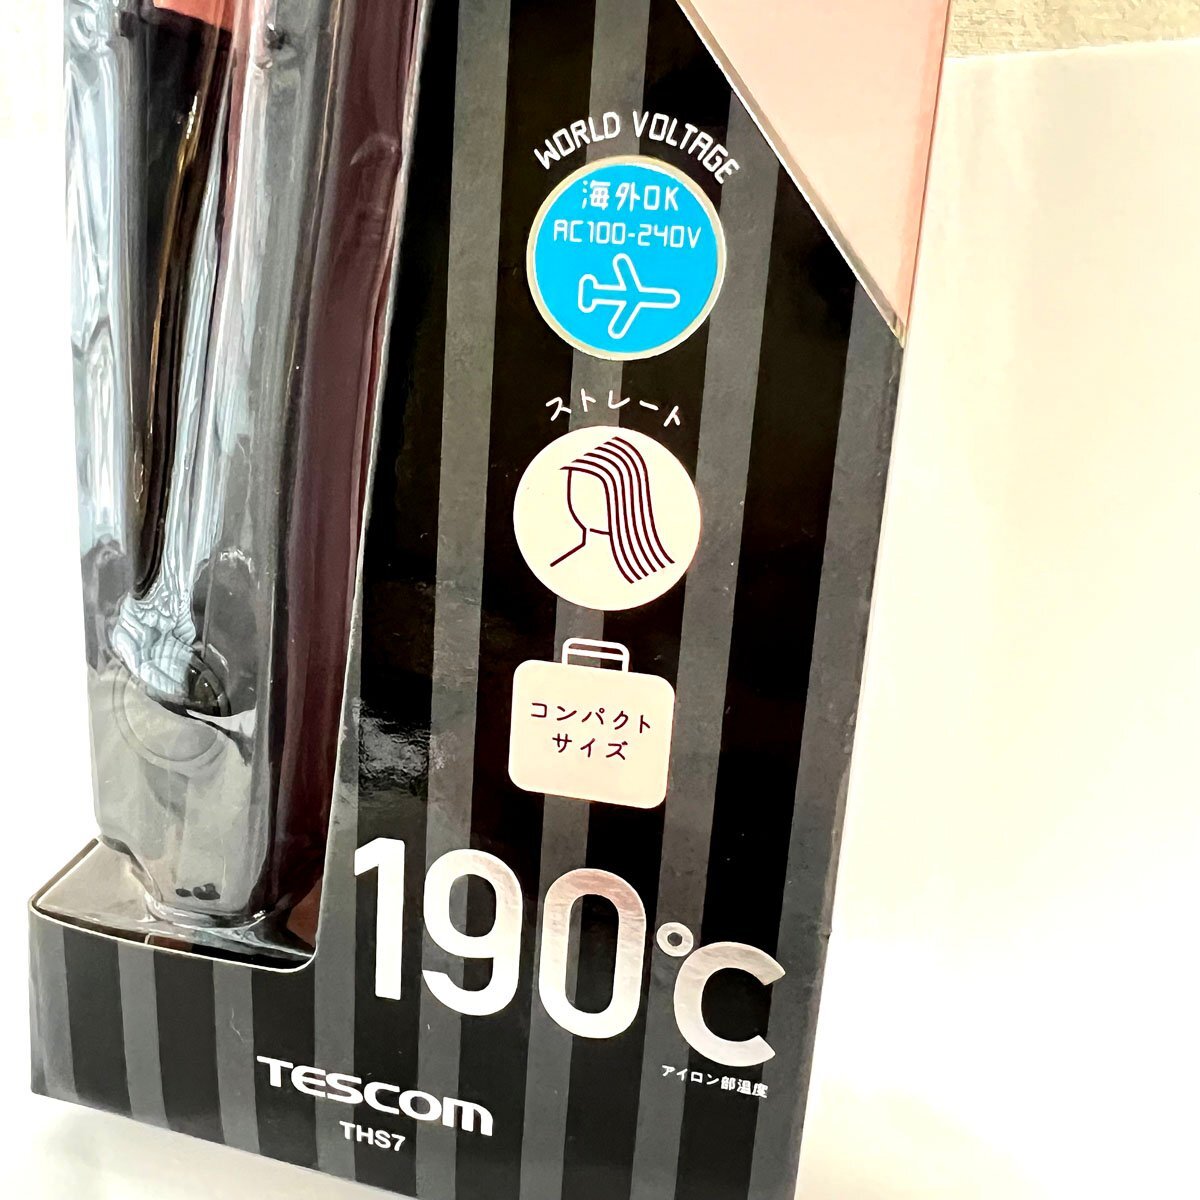 WORLD VOLTAGE
海外OK
AC100-240V
ストレート
コンパクト
サイズ
190℃
アイロン部温度
TESCOM
THS7